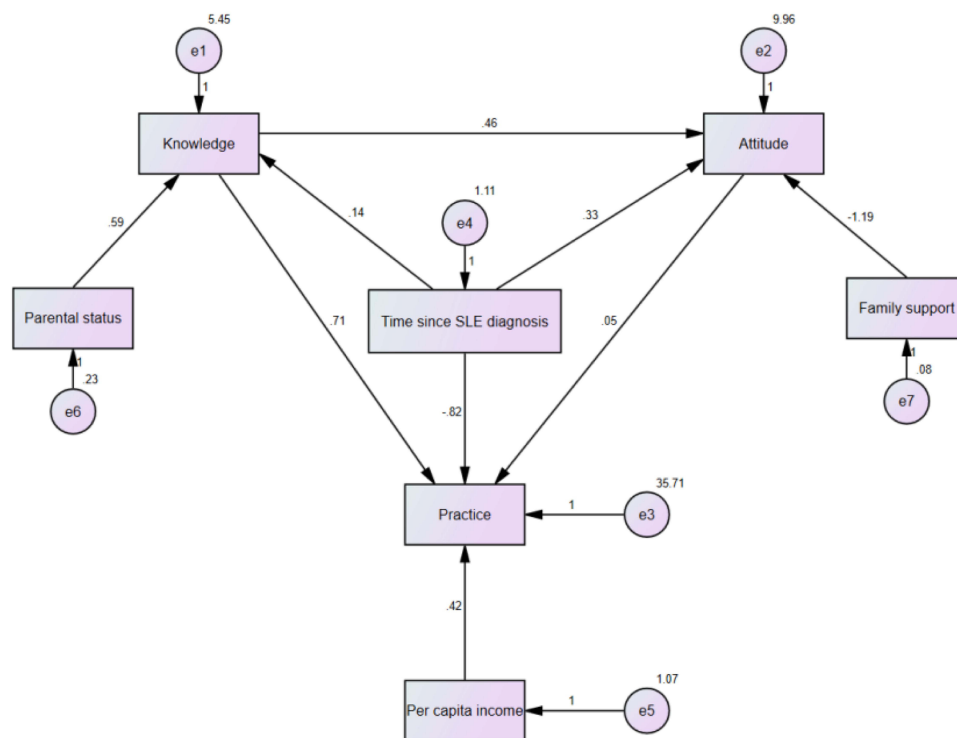 5.45
9.96
e1
e2
1
1
Knowledge
.46
Attitude
1.11
.59
.14
e4
.33
-1.19
1
Parental status
Time since SLE diagnosis
Family support
.71
.05
1
.23
1
.08
e6
e7
-.82
35.71
Practice
1
e3
.42
1.07
Per capita income
1
e5